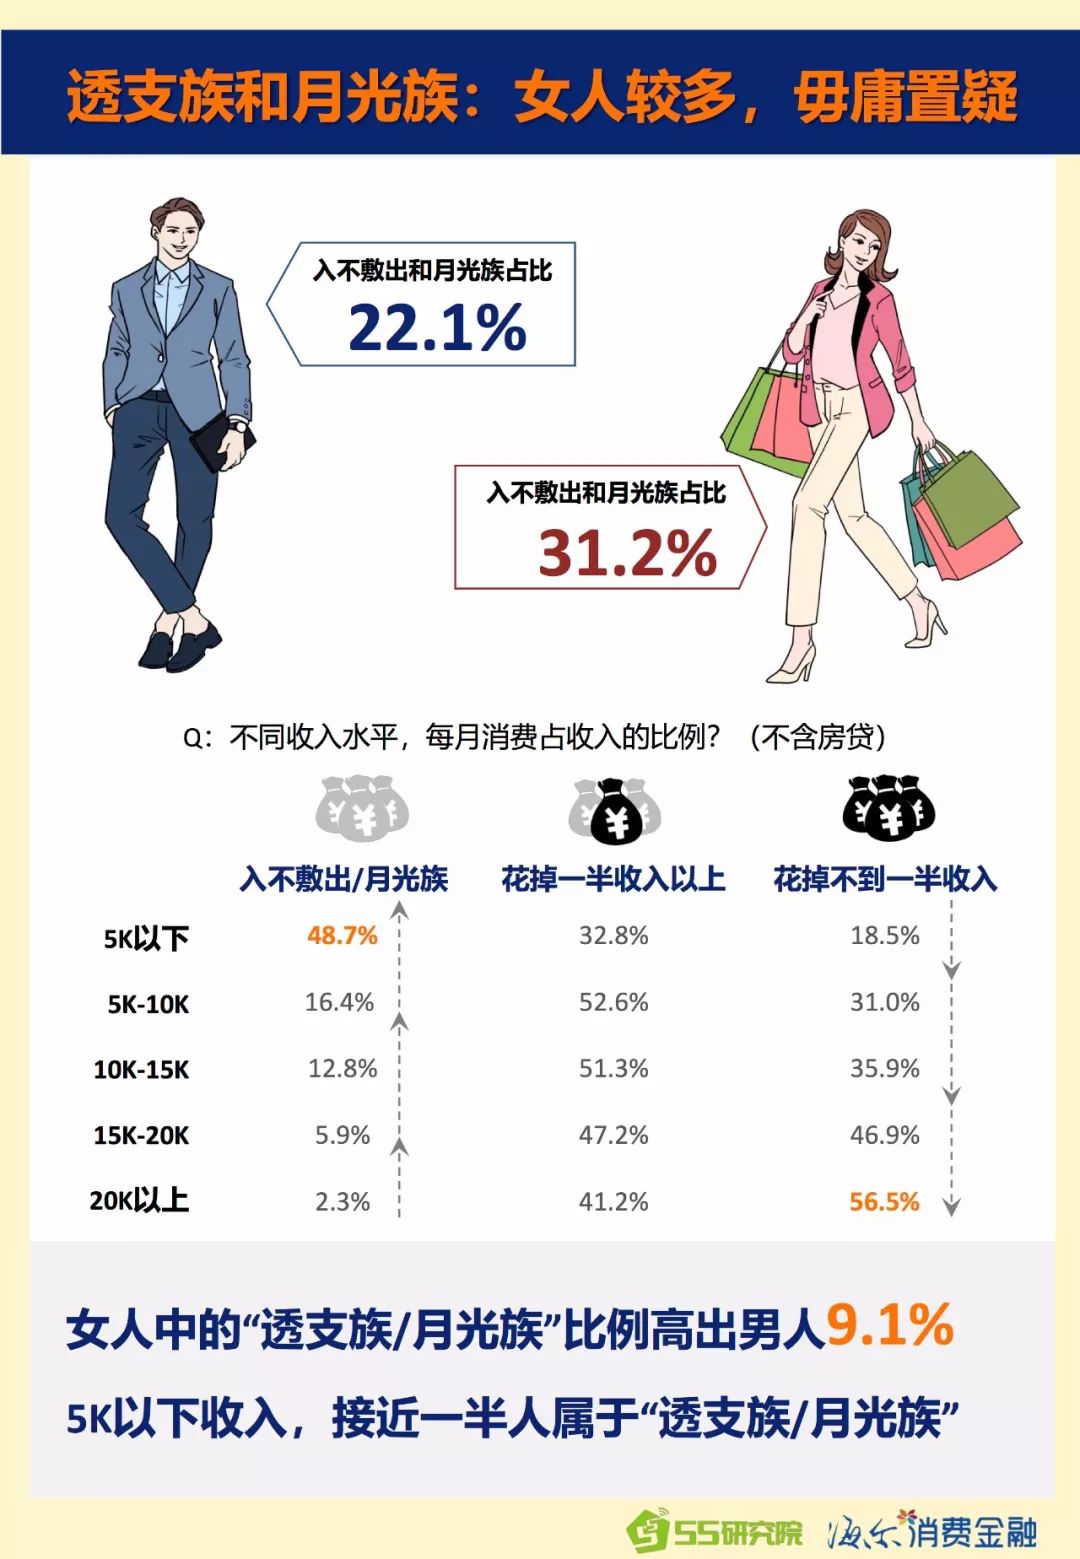 透支族和月光族：女人较多，毋庸置疑
入不敷出和月光族占比
22.1%
入不敷出和月光族占比
31.2%
Q：不同收入水平，每月消费占收入的比例？（不含房贷）
¥ ¥ ¥ ¥ ¥ ¥ ¥ ¥ ¥
入不敷出/月光族 花掉一半收入以上 花掉不到一半收入
5K以下 48.7% 32.8% 18.5%
5K-10K 16.4% 52.6% 31.0%
10K-15K 12.8% 51.3% 35.9%
15K-20K 5.9% 47.2% 46.9%
20K以上 2.3% 41.2% 56.5%
女人中的“透支族/月光族”比例高出男人9.1%
5K以下收入，接近一半人属于“透支族/月光族”
55研究院 海尔消费金融